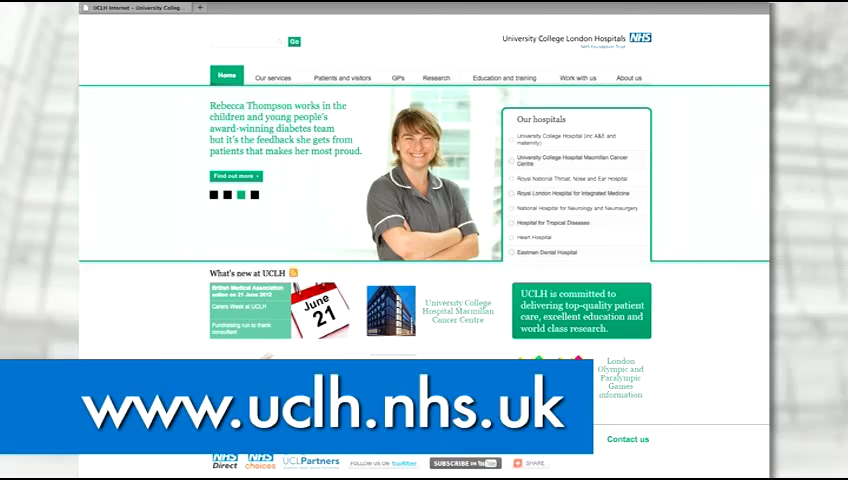 UCLH Internet - University Colleg...
Go
University College London Hospitals NHS
NHS Foundation Trust
Home
Our services
Patients and visitors
GPs
Research
Education and training
Work with us
About us
Rebecca Thompson works in the
children and young people's
award-winning diabetes team
but it's the feedback she gets from
patients that makes her most proud.
Find out more
Our hospitals
University College Hospital (inc A&E and
maternity)
University College Hospital Macmillan Cancer
Centre
Royal National Throat, Nose and Ear Hospital
Royal London Hospital for Integrated Medicine
National Hospital for Neurology and Neurosurgery
Hospital for Tropical Diseases
Heart Hospital
Eastman Dental Hospital
What's new at UCLH
British Medical Association
action on 21 June 2012
Carers Week at UCLH
Fundraising run to thank
consultant!
June
21
University College
Hospital Macmillan
Cancer Centre
UCLH is committed to
delivering top-quality patient
care, excellent education and
world class research.
London
Olympic and
Paralympic
Games
information
www.uclh.nhs.uk
Contact us
NHS
Direct
NHS
choices
UCLPartners
FOLLOW US ON twitter
SUBSCRIBE ON YouTube
SHARE